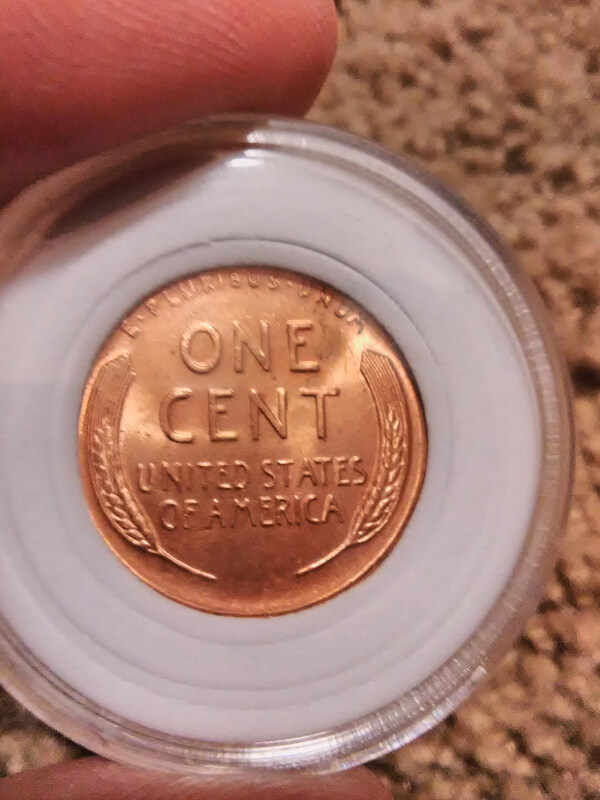 E·PLURIBUS·UNUM
ONE
CENT
UNITED STATES
OF AMERICA